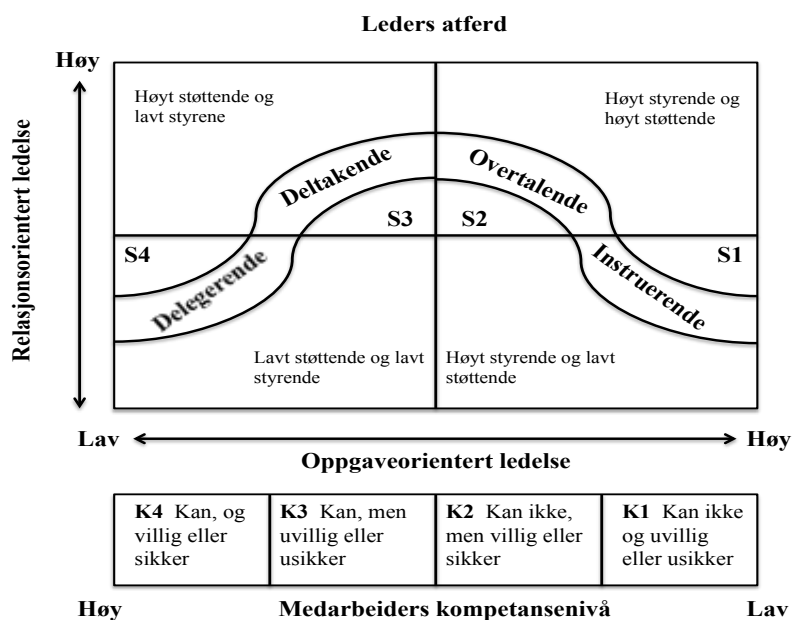 Leders atferd
Høy
Relasjonsorientert ledelse
Høyt støttende og
lavt styrene
Høyt styrende og
høyt støttende
Deltakende
Overtalende
S3
S2
S4
S1
Delegerende
Instruerende
Lavt støttende og lavt
styrende
Høyt styrende og lavt
støttende
Lav
Høy
Oppgaveorientert ledelse
K4 Kan, og
villig eller
sikker
K3 Kan, men
uvillig eller
usikker
K2 Kan ikke,
men villig eller
sikker
K1 Kan ikke
og uvillig
eller usikker
Høy
Medarbeiders kompetansenivå
Lav